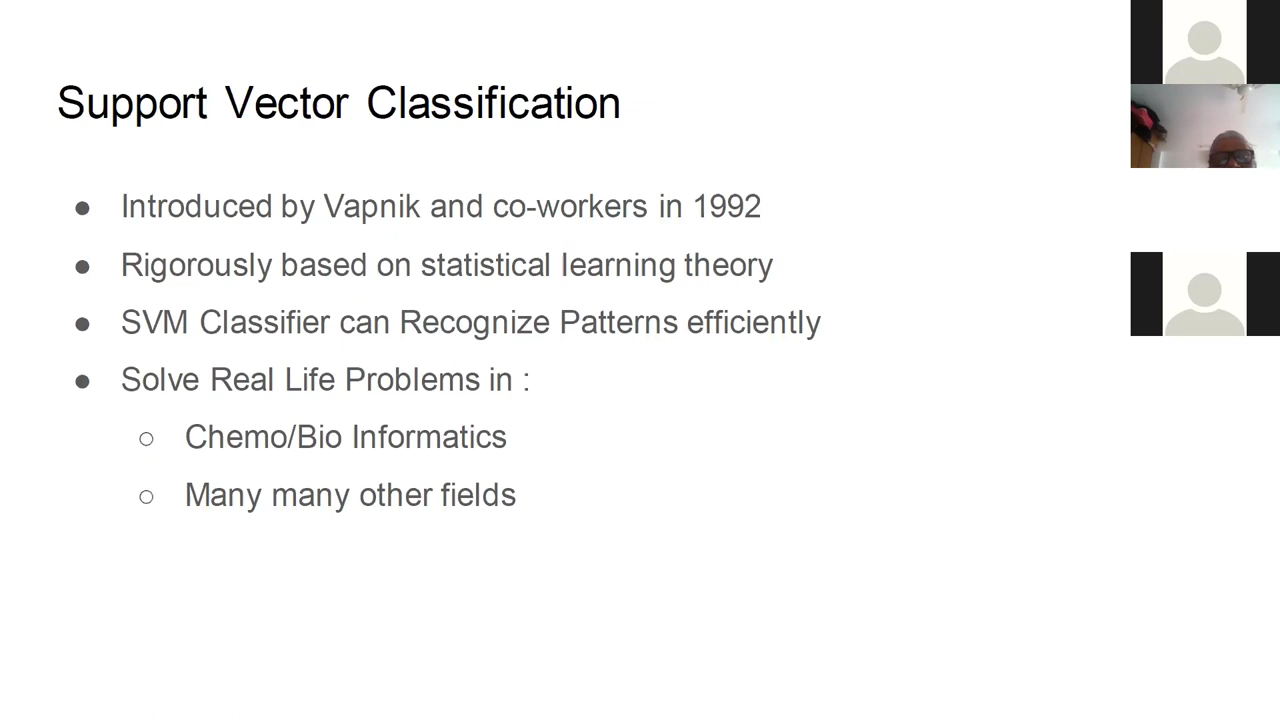 Support Vector Classification
● Introduced by Vapnik and co-workers in 1992
● Rigorously based on statistical learning theory
● SVM Classifier can Recognize Patterns efficiently
● Solve Real Life Problems in :
○ Chemo/Bio Informatics
○ Many many other fields